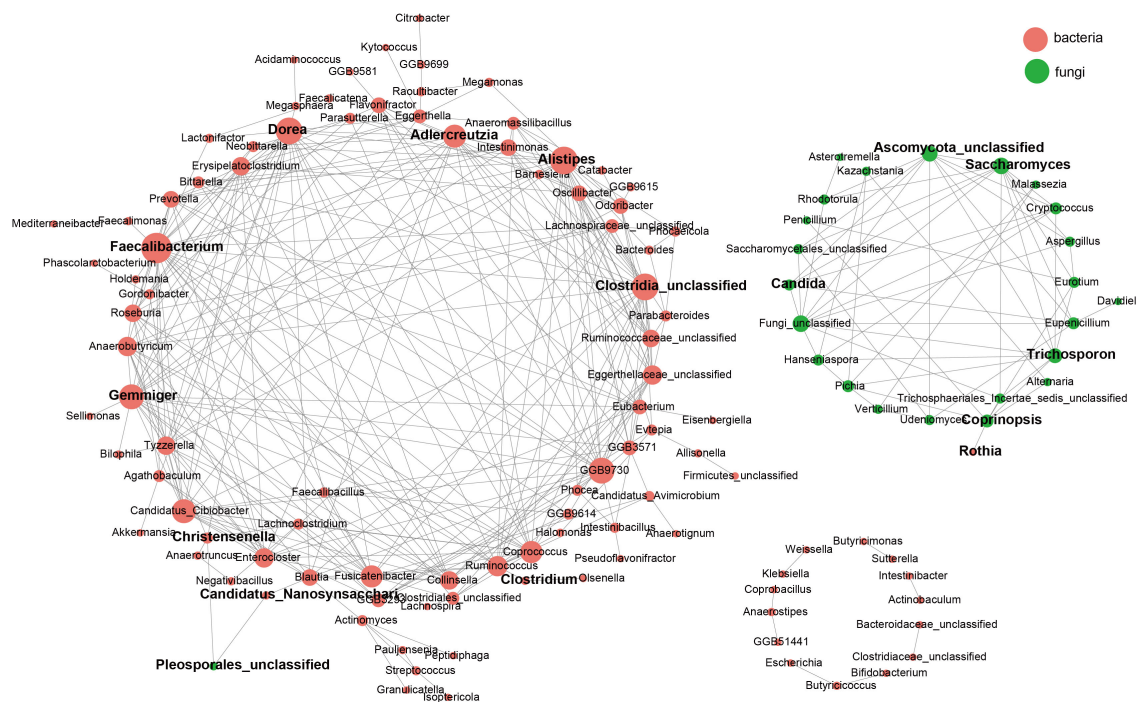 Citrobacter
bacteria
Kytococcus
Acidaminococcus
GGB9699
GGB9581
fungi
Megamonas
Raoultibacter
Faecalicatena
Megasphaera
Flavonifractor
Parasutterella
Eggerthella
Anaeromassilibacillus
Dorea
Adlercreutzia
Lactonifactor
Neobittarella
Intestinimonas
Ascomycota_unclassified
Asterotremella
Saccharomyces
Alistipes
Erysipelatoclostridium
Catabacter
Kazachstania
Barnesiella
Bittarella
Malassezia
GGB9615
Oscillibacter
Prevotella
Rhodotorula
Odoribacter
Cryptococcus
Faecalimonas
Penicillium
Mediterraneibacter
Lachnospiraceae_unclassified
Phocaeicola
Aspergillus
Faecalibacterium
Bacteroides
Saccharomycetales_unclassified
Phascolarctobacterium
Holdemania
Clostridia_unclassified
Candida
Eurotium
Gordonibacter
Davidiel
Roseburia
Parabacteroides
Fungi_unclassified
Eupenicillium
Ruminococcaceae_unclassified
Anaerobutyricum
Trichosporon
Hanseniaspora
Eggerthellaceae_unclassified
Alternaria
Pichia
Gemmiger
Trichosphaeriales_Incertae_sedis_unclassified
Eubacterium
Verticillium
Sellimonas
Eisenbergiella
Udeniomyces
Coprinopsis
Evtepia
Tyzzerella
GGB3571
Bilophila
Allisonella
Rothia
GGB9730
Agathobaculum
Firmicutes_unclassified
Faecalibacillus
Phocea
Candidatus_Avimicrobium
Candidatus_Cibiobacter
GGB9614
Lachnoclostridium
Intestinibacillus
Akkermansia
Christensenella
Halomonas
Anaerotignum
Butyricimonas
Anaerotruncus
Enterocloster
Coprococcus
Weissella
Pseudoflavonifractor
Sutterella
Ruminococcus
Klebsiella
Intestinibacter
Negativibacillus
Blautia
Fusicatenibacter
Collinsella
Clostridium
Olsenella
Coprobacillus
Candidatus_Nanosynsacchari
GGB3293
Clostridiales_unclassified
Actinobaculum
Lachnospira
Anaerostipes
Actinomyces
Bacteroidaceae_unclassified
GGB51441
Pauljensenia
Peptidiphaga
Clostridiaceae_unclassified
Pleosporales_unclassified
Escherichia
Streptococcus
Bifidobacterium
Butyricicoccus
Granulicatella
Isoptericola